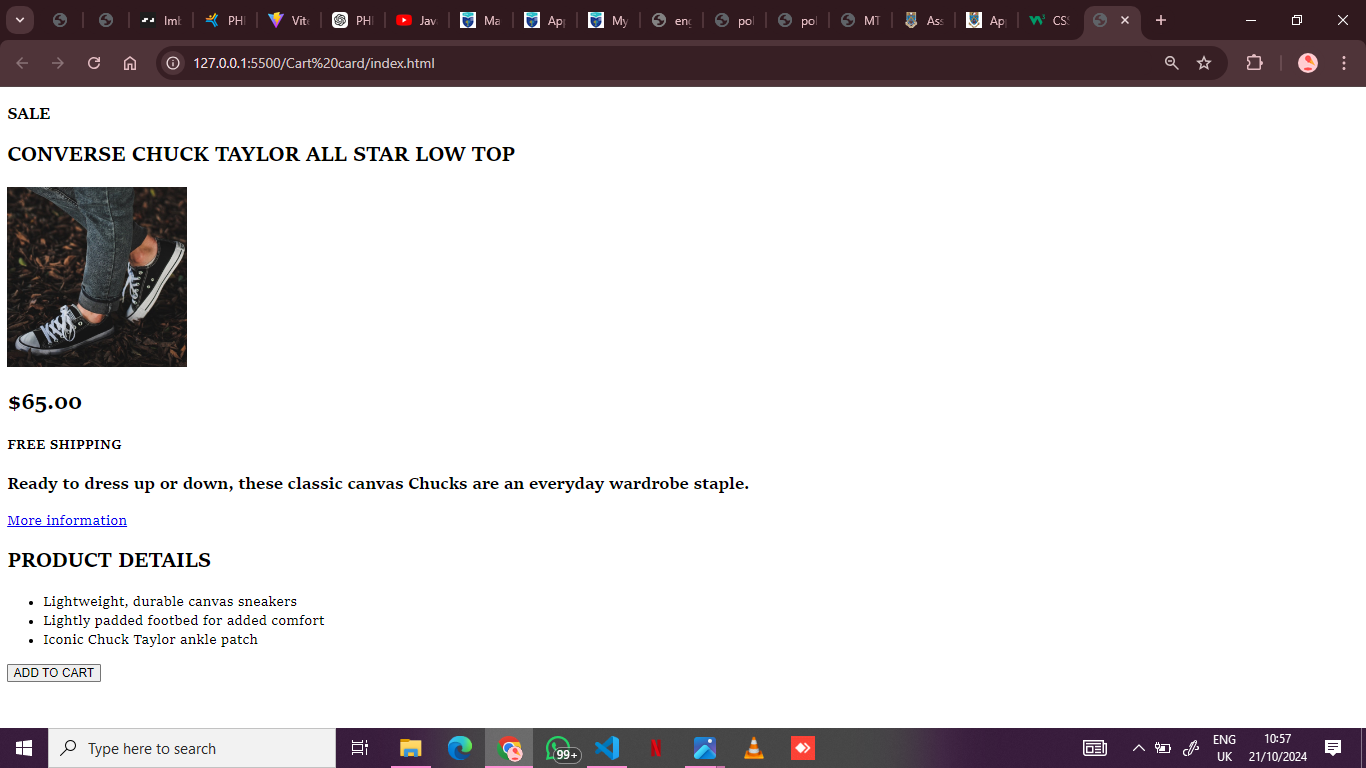 Iml
PHI
Vite
PHI
Java
Ma
App
My
eng
pol
pol
MT
Ass
App
CSS
127.0.0.1:5500/Cart%20card/index.html
SALE
CONVERSE CHUCK TAYLOR ALL STAR LOW TOP
$65.00
FREE SHIPPING
Ready to dress up or down, these classic canvas Chucks are an everyday wardrobe staple.
More information
PRODUCT DETAILS
• Lightweight, durable canvas sneakers
• Lightly padded footbed for added comfort
• Iconic Chuck Taylor ankle patch
ADD TO CART
Type here to search
99+
ENG
UK
10:57
21/10/2024